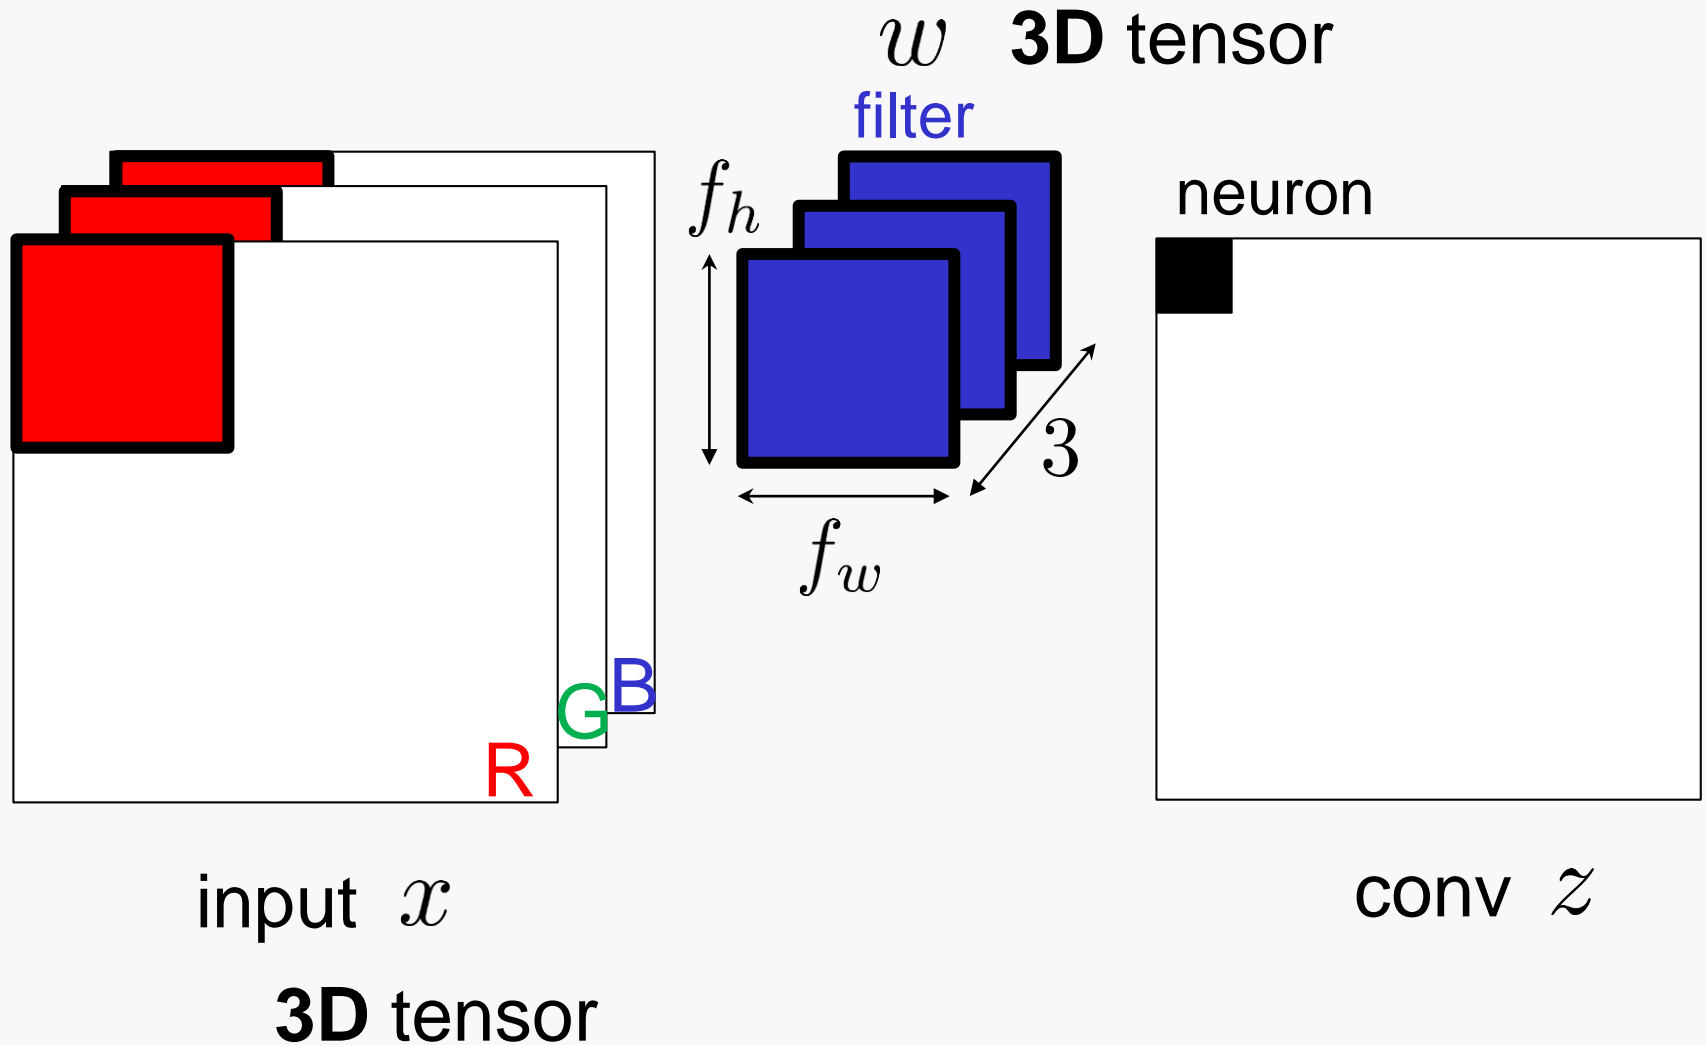 w 3D tensor
filter
f_h
neuron
3
f_w
B
G
R
input x
conv z
3D tensor